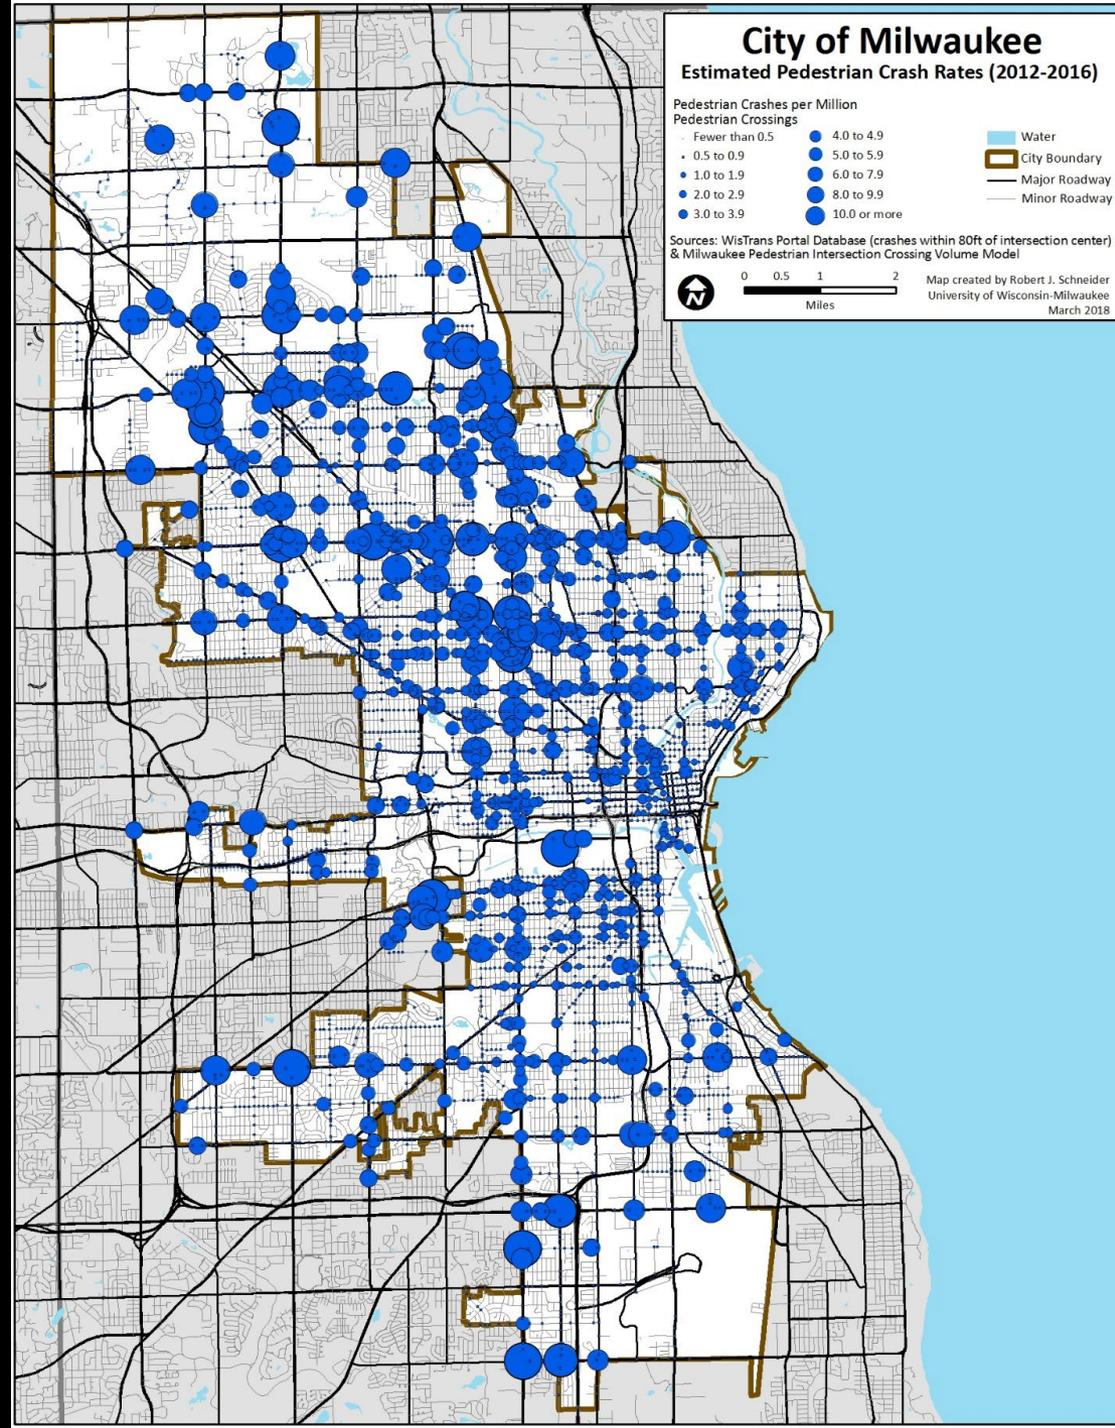 City of Milwaukee
Estimated Pedestrian Crash Rates (2012-2016)
Pedestrian Crashes per Million
Pedestrian Crossings
Fewer than 0.5
0.5 to 0.9
1.0 to 1.9
2.0 to 2.9
3.0 to 3.9
4.0 to 4.9
5.0 to 5.9
6.0 to 7.9
8.0 to 9.9
10.0 or more
Water
City Boundary
Major Roadway
Minor Roadway
Sources: WisTrans Portal Database (crashes within 80ft of intersection center)
& Milwaukee Pedestrian Intersection Crossing Volume Model
N
0 0.5 1 2
Miles
Map created by Robert J. Schneider
University of Wisconsin-Milwaukee
March 2018